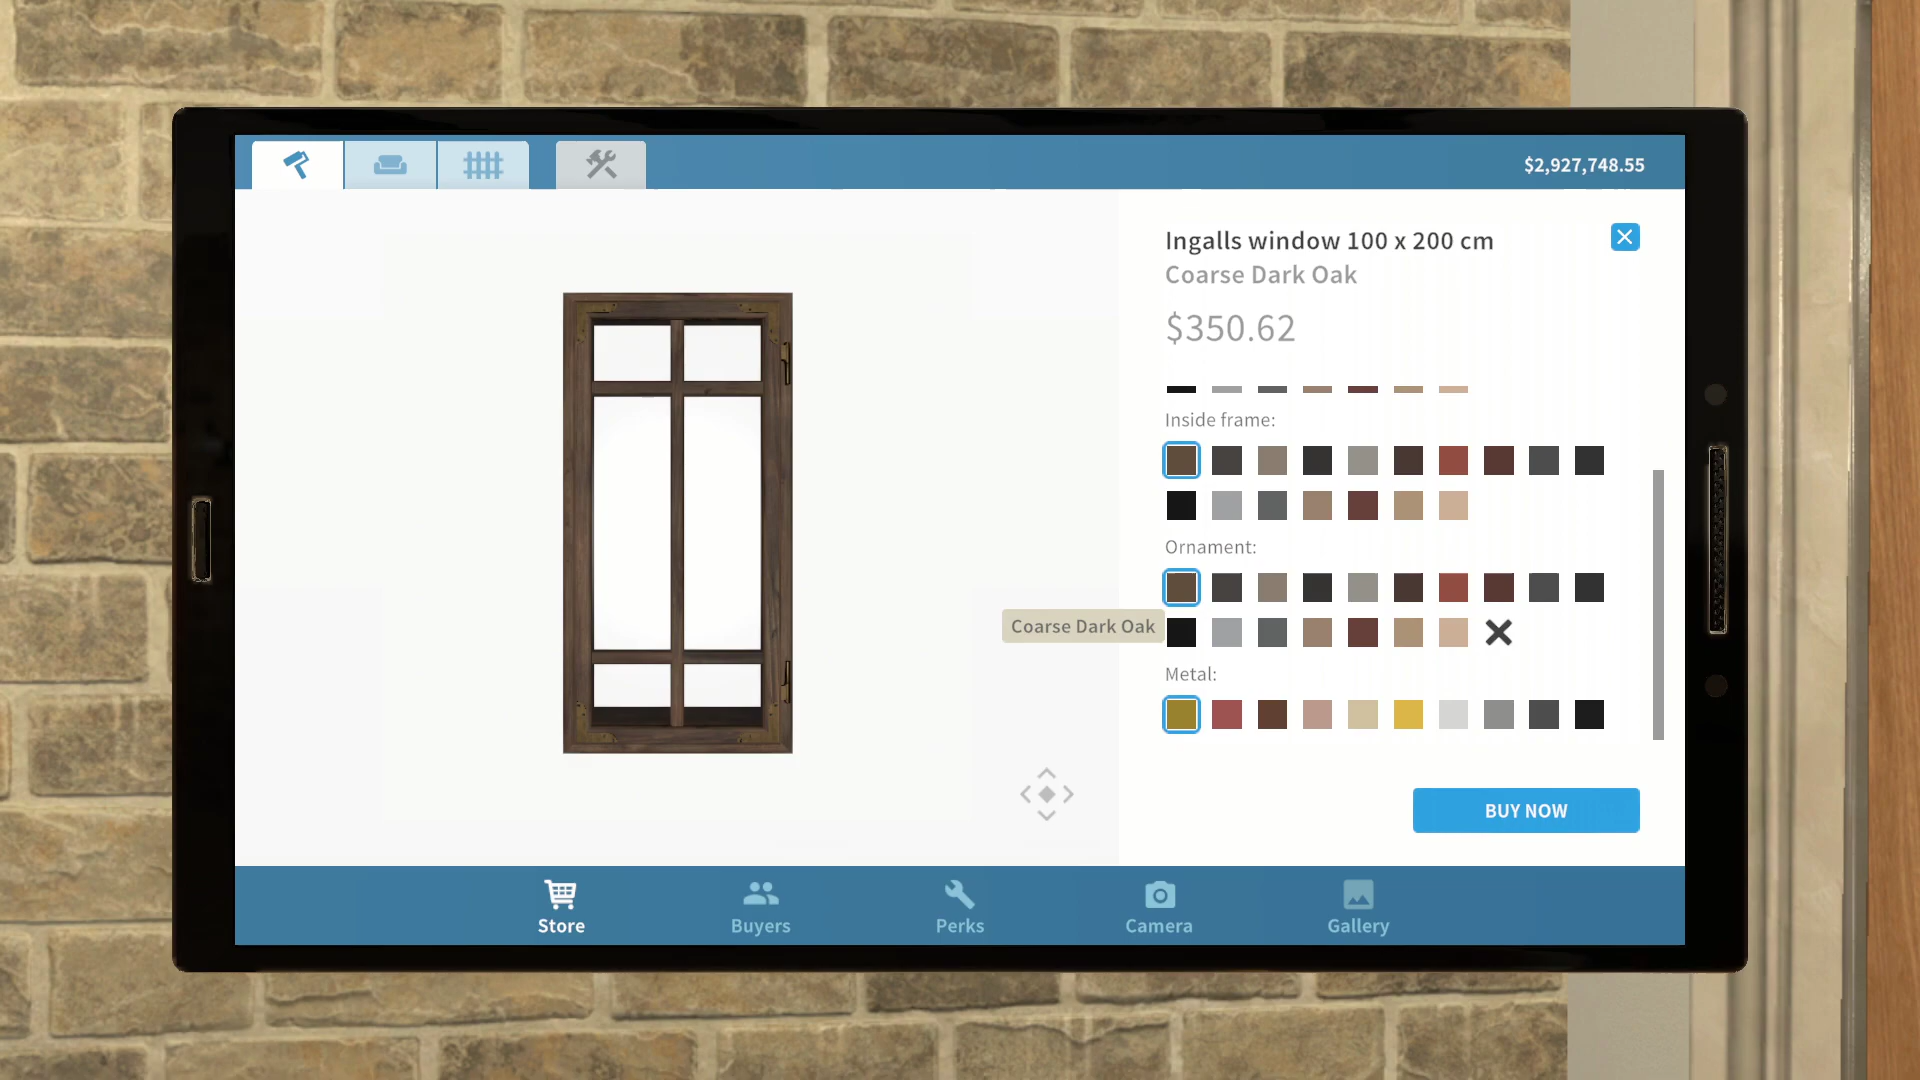 $2,927,748.55
Ingalls window 100 x 200 cm
Coarse Dark Oak
$350.62
Inside frame:
Ornament:
Coarse Dark Oak
Metal:
BUY NOW
Store
Buyers
Perks
Camera
Gallery